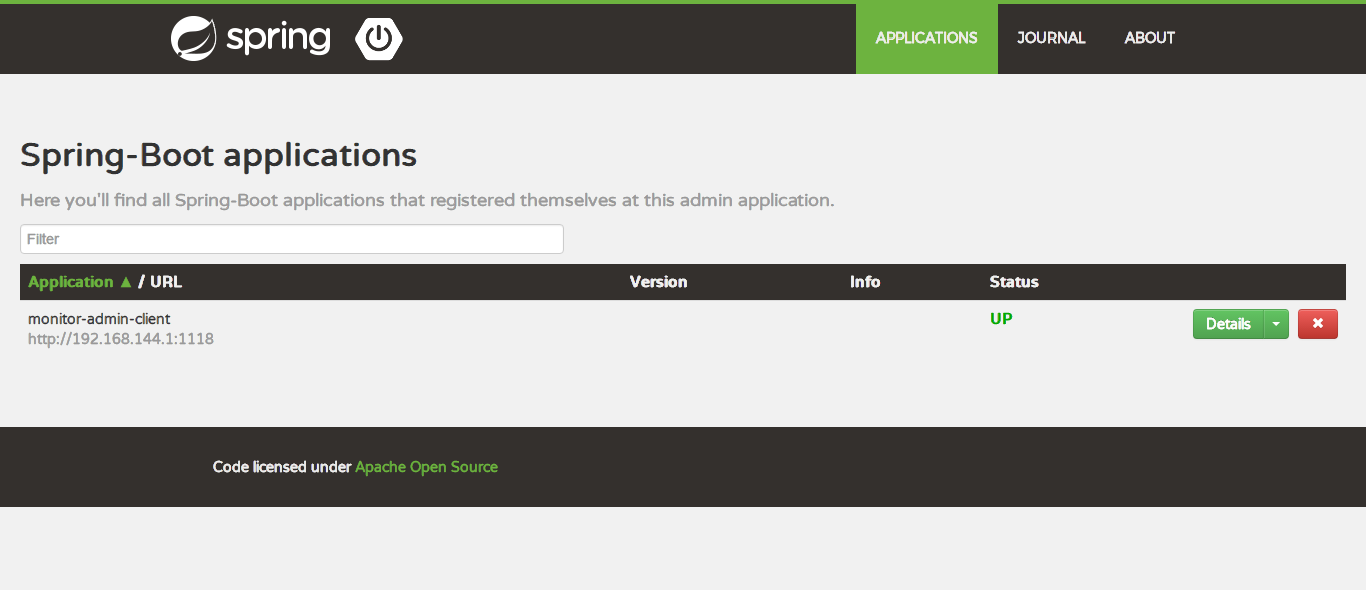 spring
APPLICATIONS
JOURNAL
ABOUT
Spring-Boot applications
Here you'll find all Spring-Boot applications that registered themselves at this admin application.
Filter
Application ▲ / URL
Version
Info
Status
monitor-admin-client
http://192.168.144.1:1118
UP
Details
Code licensed under Apache Open Source